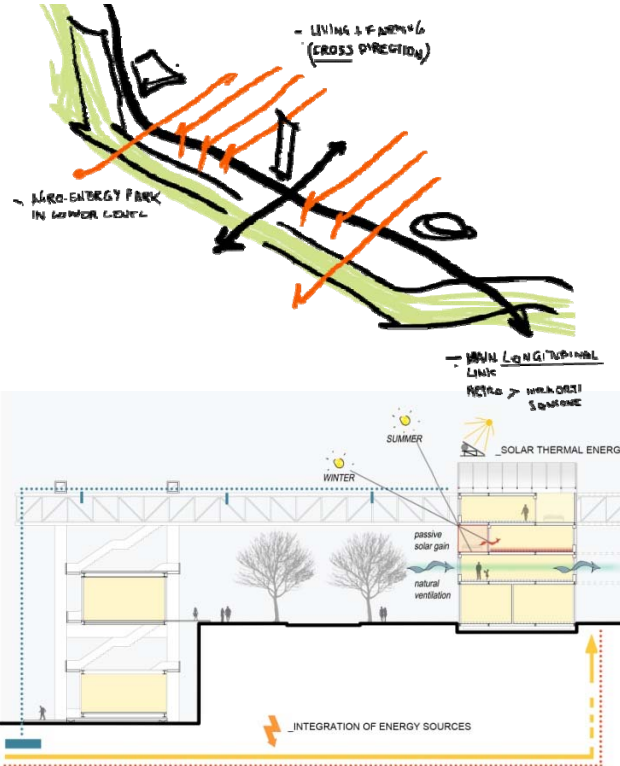 - LIVING + FARMING
(CROSS DIRECTION)
- AGRO-ENERGY PARK
IN LOWER LEVEL
- MAIN LONGITUDINAL
LINK
METRO >
SUMMER
_SOLAR THERMAL ENERG
WINTER
passive
solar gain
natural
ventilation
_INTEGRATION OF ENERGY SOURCES